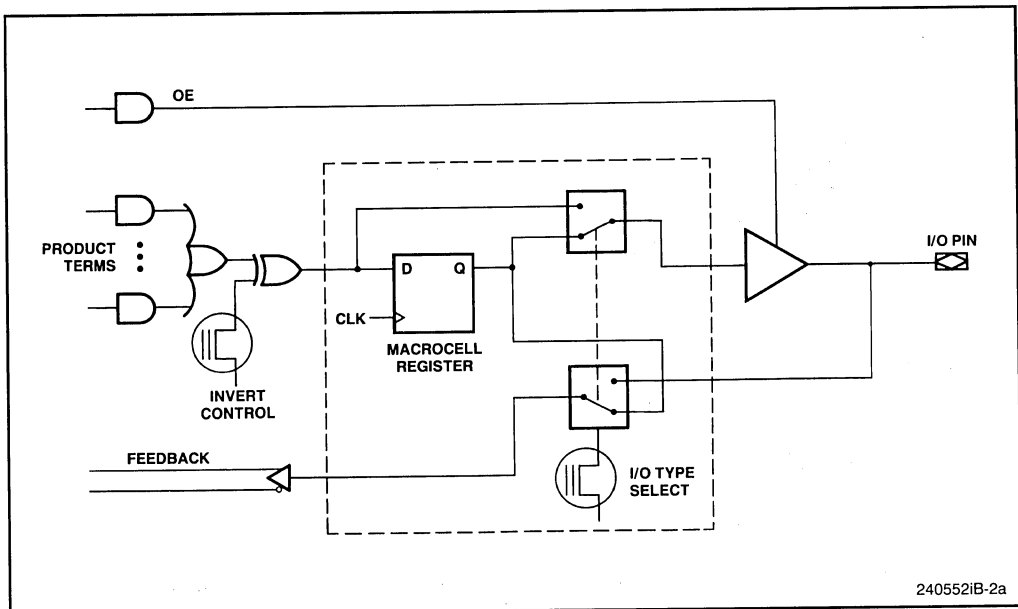 OE
PRODUCT
TERMS
INVERT
CONTROL
D
Q
CLK
MACROCELL
REGISTER
I/O PIN
FEEDBACK
I/O TYPE
SELECT
240552iB-2a